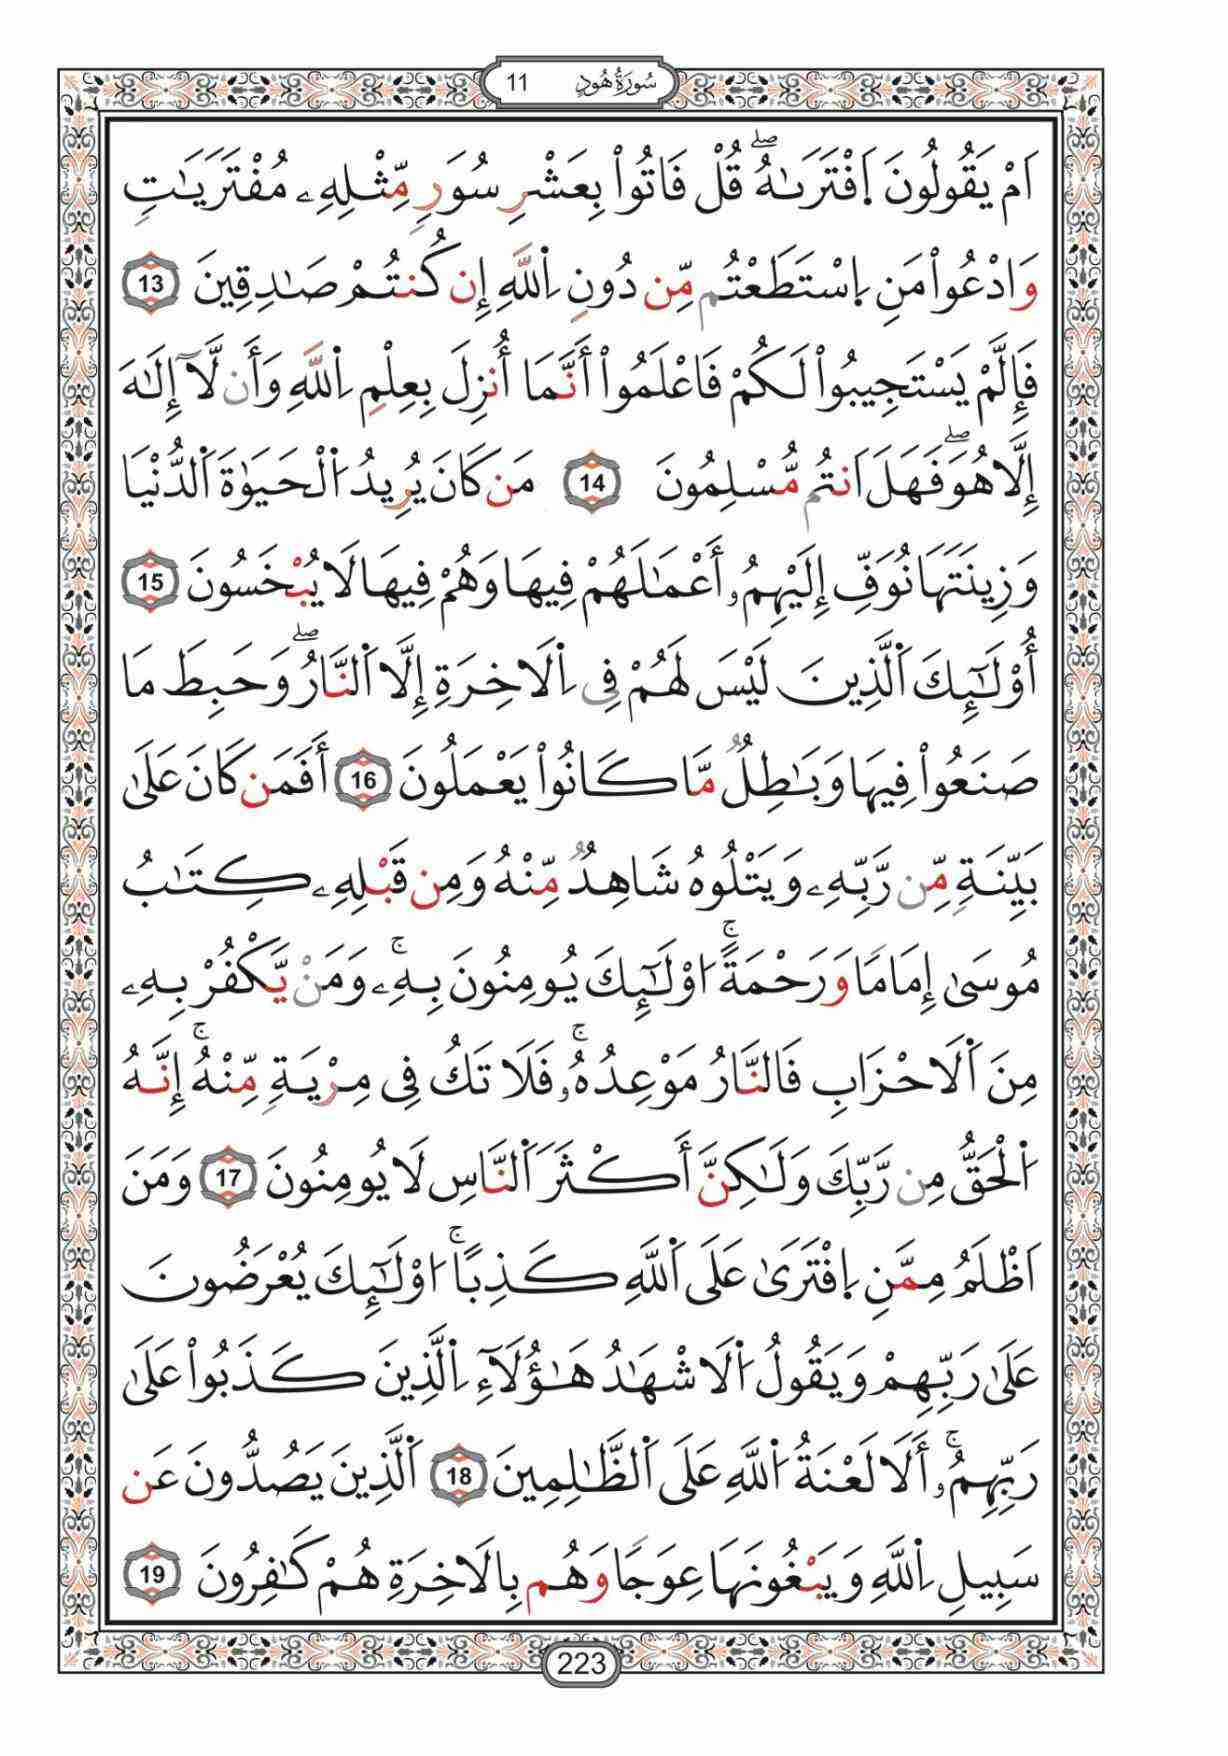 سُورَةُ هُودٍ 11
اَمْ يَقُولُونَ اَ۪فْتَر۪ىٰهُۖ قُلْ فَاتُواْ بِعَشْرِ سُوَرٖ مِّثْلِهِۦ مُفْتَرَيَٰتٖ
وَادْعُواْ مَنِ اِ۪سْتَطَعْتُم مِّن دُونِ اِ۬للَّهِ إِن كُنتُمْ صَٰدِقِينَ 13
فَإِلَّمْ يَسْتَجِيبُواْ لَكُمْ فَاعْلَمُواْ أَنَّمَا أُنزِلَ بِعِلْمِ اِ۬للَّهِ وَأَن لَّآ إِلَٰهَ
إِلَّا هُوَۖ فَهَلَ اَنتُم مُّسْلِمُونَ 14 مَن كَانَ يُرِيدُ اُ۬لْحَيَوٰةَ اَ۬لدُّنْيَا
وَزِينَتَهَا نُوَفِّ إِلَيْهِمُۥ أَعْمَٰلَهُمْ فِيهَا وَهُمْ فِيهَا لَا يُبْخَسُونَ 15
أُوْلَٰٓئِكَ اَ۬لَّذِينَ لَيْسَ لَهُمْ فِي اِ۬لَاخِرَةِ إِلَّا اَ۬لنَّارُۖ وَحَبِطَ مَا
صَنَعُواْ فِيهَا وَبَٰطِلٞ مَّا كَانُواْ يَعْمَلُونَ 16 أَفَمَن كَانَ عَلَىٰ
بَيِّنَةٖ مِّن رَّبِّهِۦ وَيَتْلُوهُ شَاهِدٞ مِّنْهُ وَمِن قَبْلِهِۦ كِتَٰبُ
مُوسَىٰ إِمَامٗا وَرَحْمَةًۚ اُوْلَٰٓئِكَ يُومِنُونَ بِهِۦۚ وَمَنْ يَّكْفُرْ بِهِۦ
مِنَ اَ۬لَاحْزَابِ فَالنَّارُ مَوْعِدُهُۥۚ فَلَا تَكُ فِي مِرْيَةٖ مِّنْهُۚ إِنَّهُ
اُ۬لْحَقُّ مِن رَّبِّكَ وَلَٰكِنَّ أَكْثَرَ اَ۬لنَّاسِ لَا يُومِنُونَ 17 وَمَنَ
اَظْلَمُ مِمَّنِ اِ۪فْتَرَىٰ عَلَى اَ۬للَّهِ كَذِبًاۚ اُوْلَٰٓئِكَ يُعْرَضُونَ
عَلَىٰ رَبِّهِمْ وَيَقُولُ اُ۬لَاشْهَٰدُ هَٰٓؤُلَآءِ اِ۬لَّذِينَ كَذَبُواْ عَلَىٰ
رَبِّهِمُۥۚ أَلَا لَعْنَةُ اُ۬للَّهِ عَلَى اَ۬لظَّٰلِمِينَ 18 اَ۬لَّذِينَ يَصُدُّونَ عَن
سَبِيلِ اِ۬للَّهِ وَيَبْغُونَهَا عِوَجٗا وَهُم بِالَاخِرَةِ هُمْ كَٰفِرُونَ 19
223